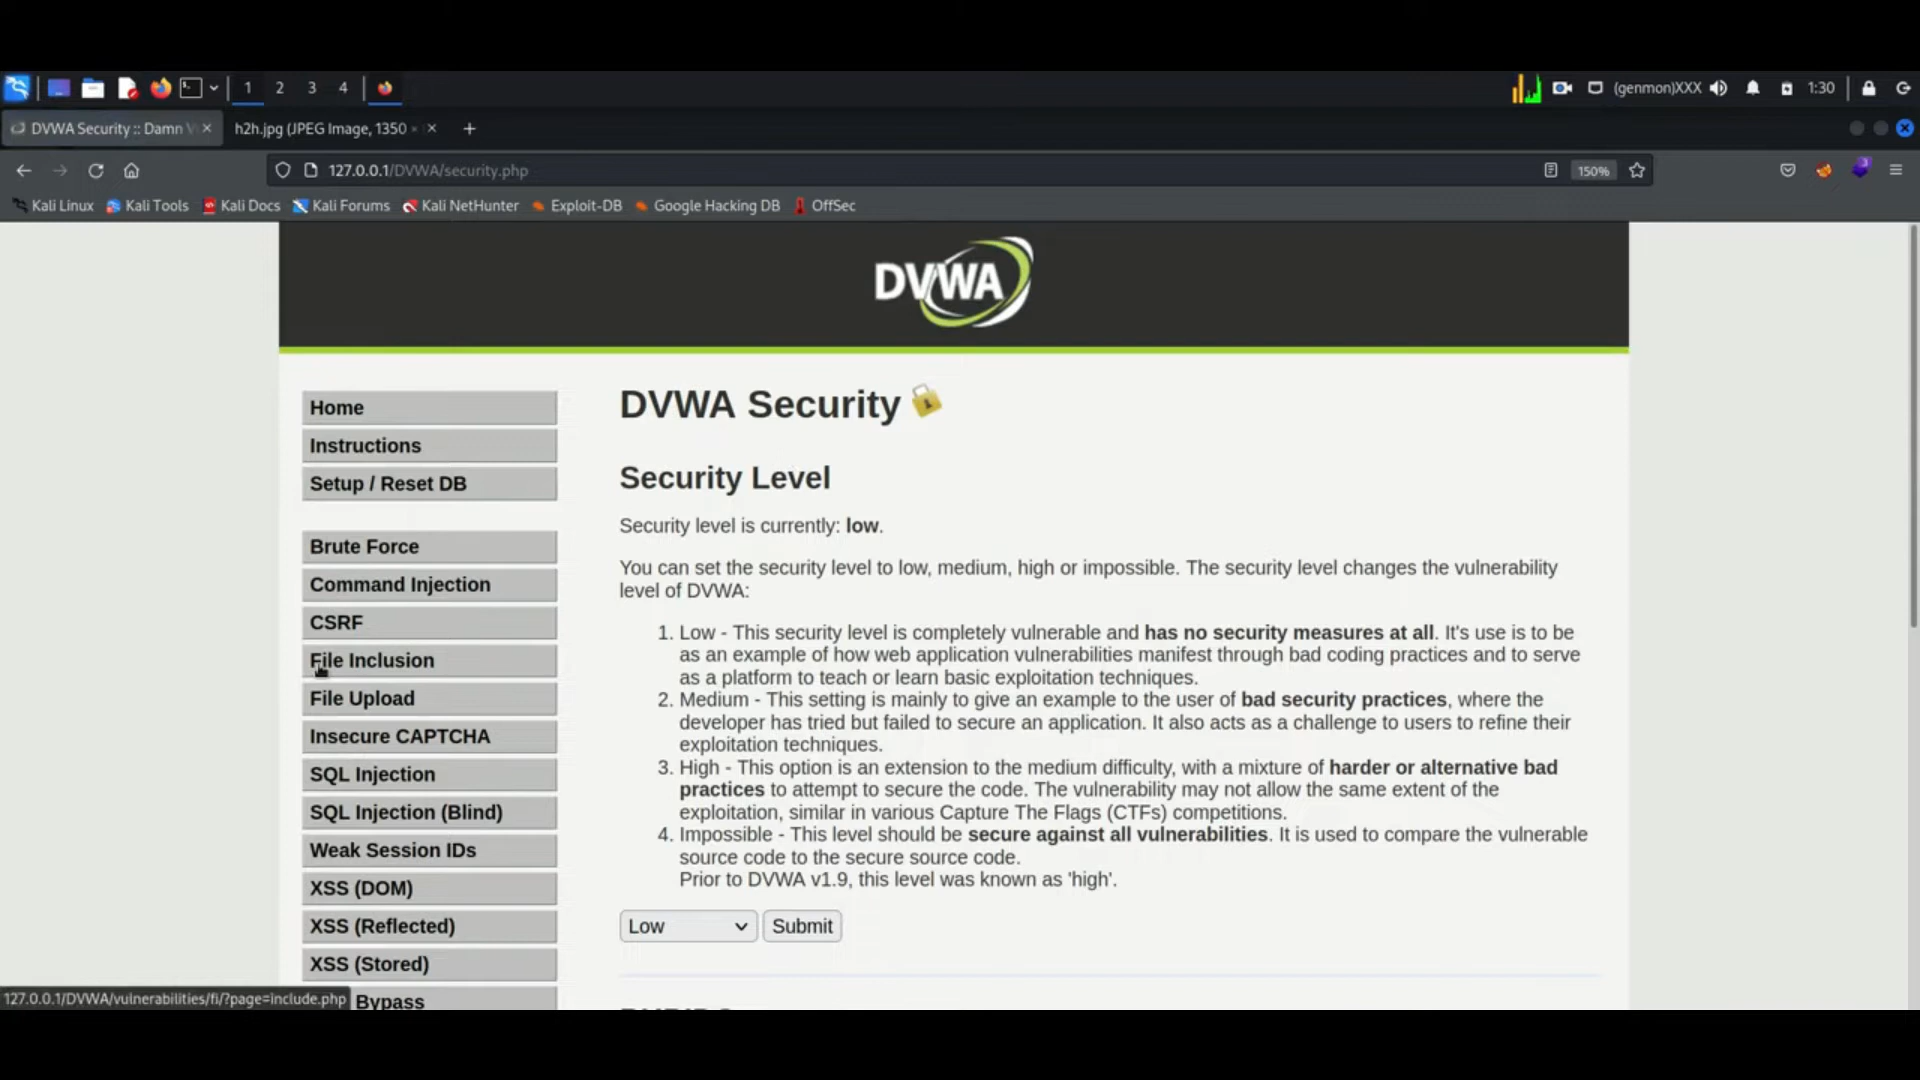 1 2 3 4 (genmon)XXX 1:30
DVWA Security :: Damn V h2h.jpg (JPEG Image, 1350 ×
127.0.0.1/DVWA/security.php 150% 3
Kali Linux Kali Tools Kali Docs Kali Forums Kali NetHunter Exploit-DB Google Hacking DB OffSec
DVWA
Home
Instructions
Setup / Reset DB
Brute Force
Command Injection
CSRF
File Inclusion
File Upload
Insecure CAPTCHA
SQL Injection
SQL Injection (Blind)
Weak Session IDs
XSS (DOM)
XSS (Reflected)
XSS (Stored)
Bypass
DVWA Security
Security Level
Security level is currently: low.
You can set the security level to low, medium, high or impossible. The security level changes the vulnerability
level of DVWA:
1. Low - This security level is completely vulnerable and has no security measures at all. It's use is to be
as an example of how web application vulnerabilities manifest through bad coding practices and to serve
as a platform to teach or learn basic exploitation techniques.
2. Medium - This setting is mainly to give an example to the user of bad security practices, where the
developer has tried but failed to secure an application. It also acts as a challenge to users to refine their
exploitation techniques.
3. High - This option is an extension to the medium difficulty, with a mixture of harder or alternative bad
practices to attempt to secure the code. The vulnerability may not allow the same extent of the
exploitation, similar in various Capture The Flags (CTFs) competitions.
4. Impossible - This level should be secure against all vulnerabilities. It is used to compare the vulnerable
source code to the secure source code.
Prior to DVWA v1.9, this level was known as 'high'.
Low Submit
127.0.0.1/DVWA/vulnerabilities/fi/?page=include.php